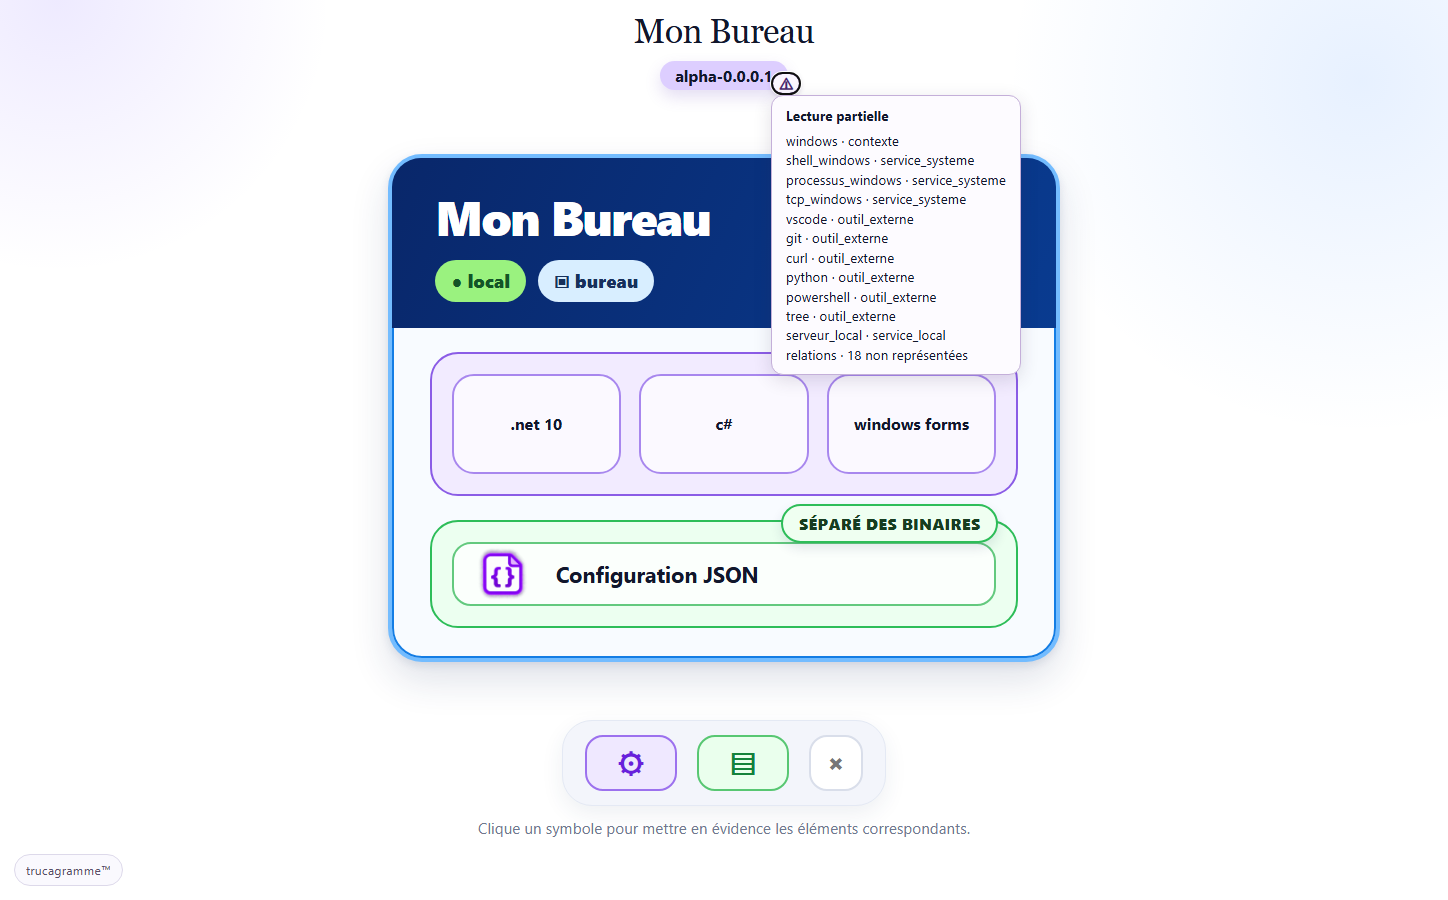 Mon Bureau
alpha-0.0.0.1
Lecture partielle
windows · contexte
shell_windows · service_systeme
processus_windows · service_systeme
tcp_windows · service_systeme
vscode · outil_externe
git · outil_externe
curl · outil_externe
python · outil_externe
powershell · outil_externe
tree · outil_externe
serveur_local · service_local
relations · 18 non représentées
Mon Bureau
● local
▣ bureau
.net 10
c#
windows forms
SÉPARÉ DES BINAIRES
{} Configuration JSON
Clique un symbole pour mettre en évidence les éléments correspondants.
trucagramme™